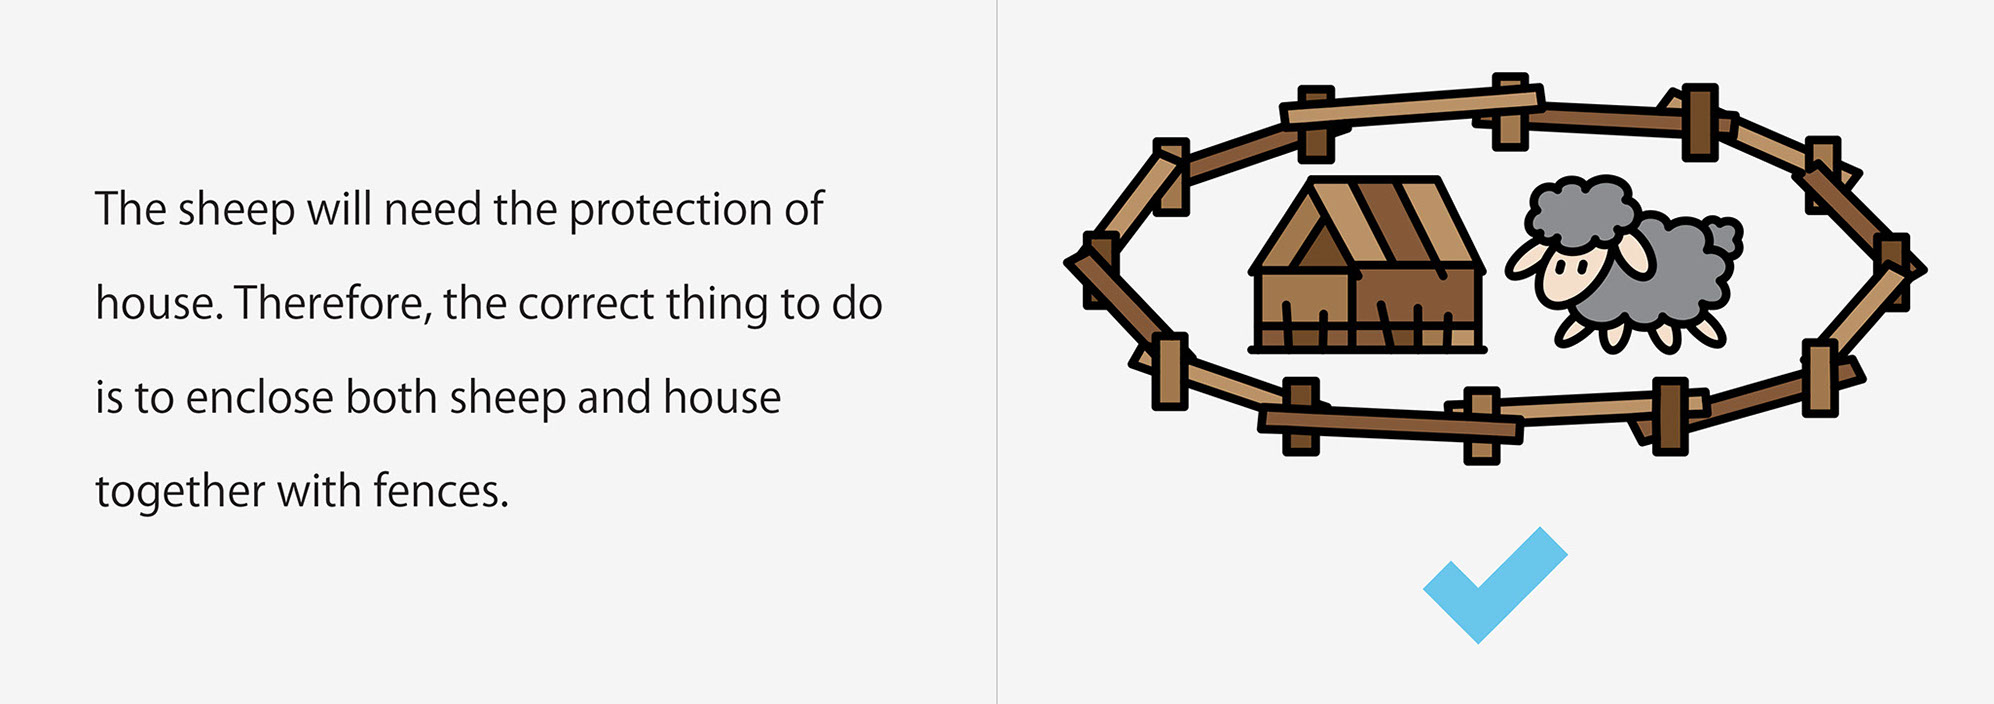 The sheep will need the protection of
house. Therefore, the correct thing to do
is to enclose both sheep and house
together with fences.